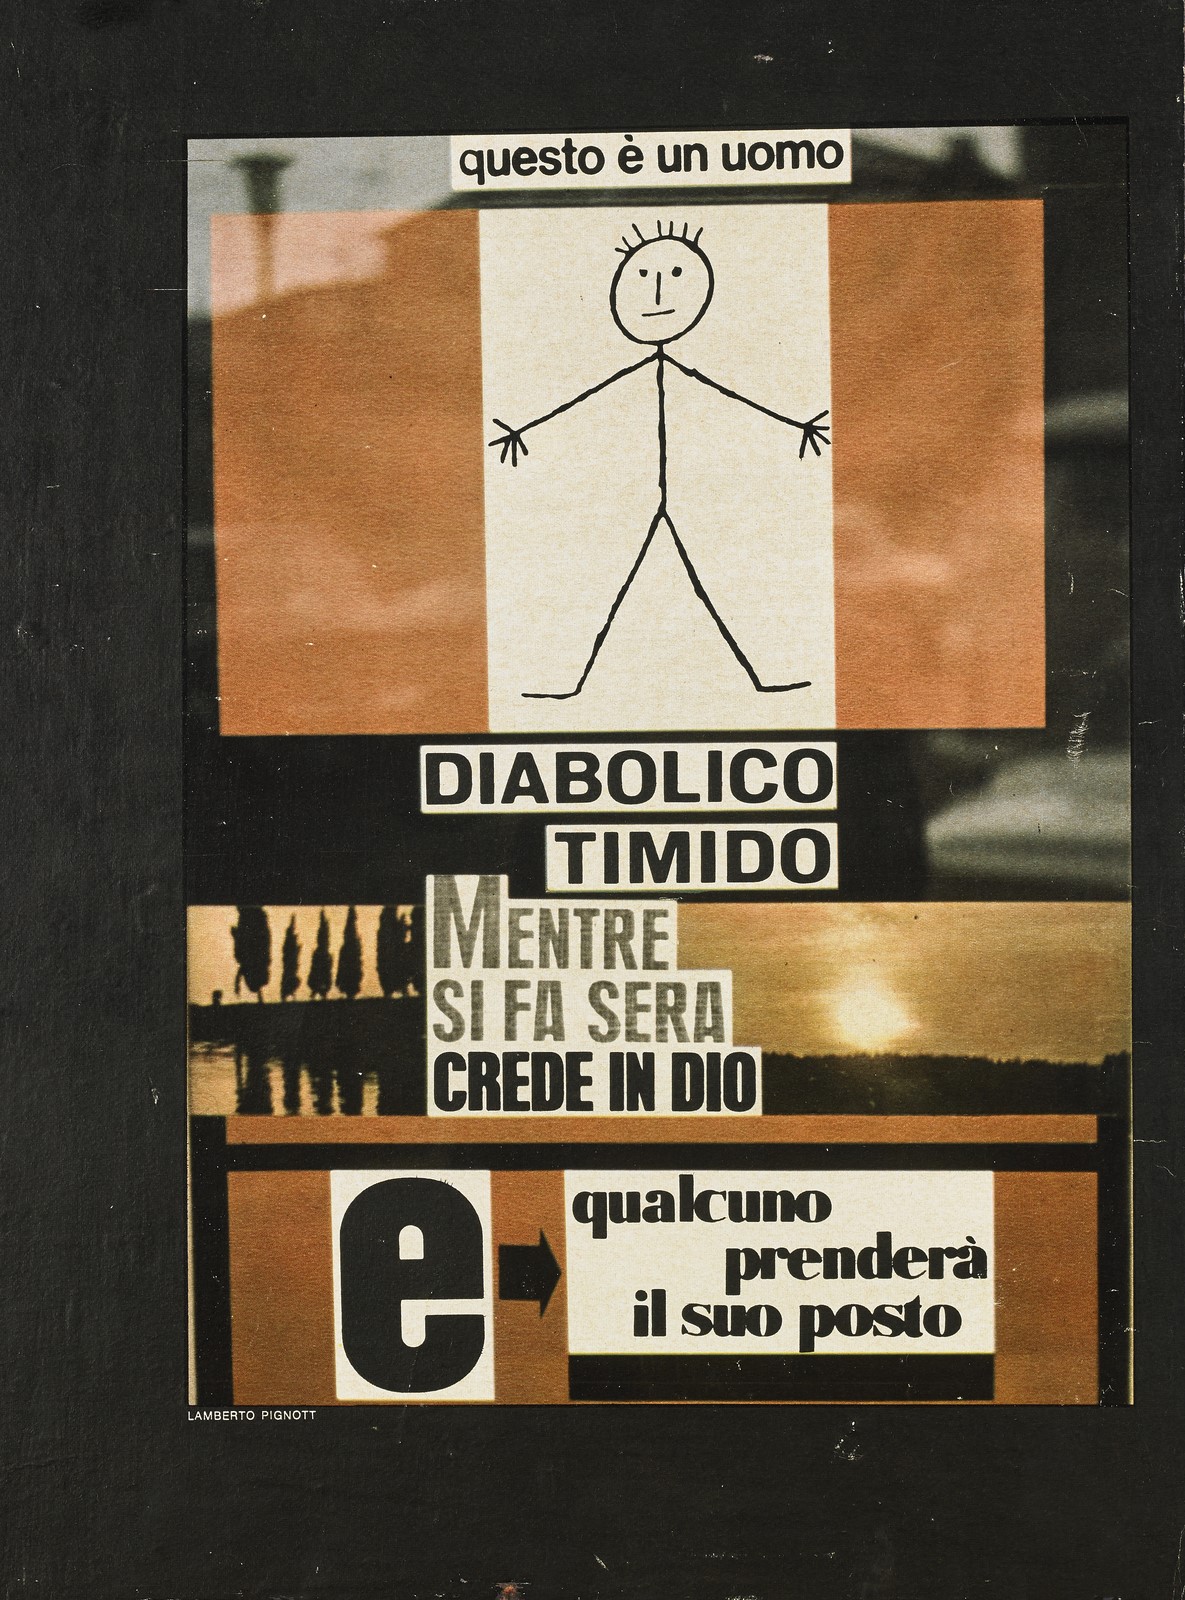 questo è un uomo
DIABOLICO
TIMIDO
MENTRE
SI FA SERA
CREDE IN DIO
e
qualcuno
prenderà
il suo posto
LAMBERTO PIGNOTT